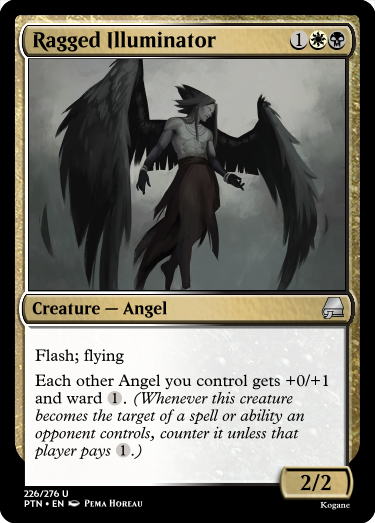 Ragged Illuminator 1
Creature — Angel
Flash; flying
Each other Angel you control gets +0/+1
and ward 1. (Whenever this creature
becomes the target of a spell or ability an
opponent controls, counter it unless that
player pays 1.)
2/2
226/276 U
PTN • EN Pema Horeau
Kogane